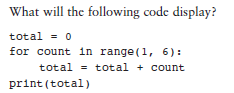 What will the following code display?
total = 0
for count in range(1, 6):
    total = total + count
print(total)